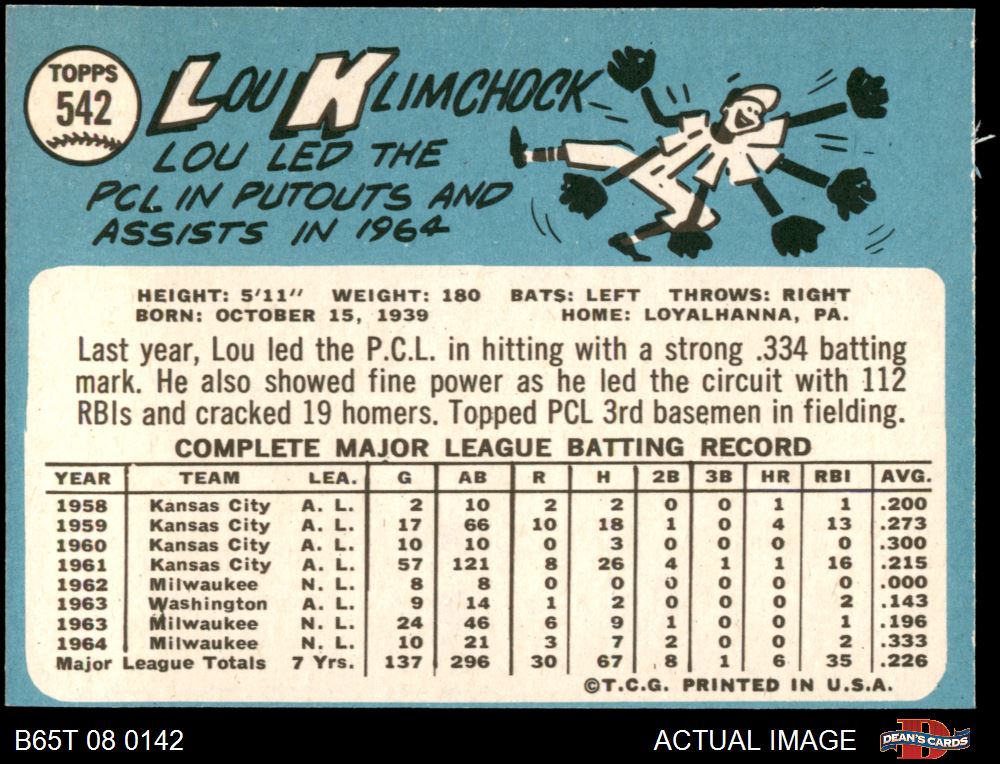 TOPPS
542
LOU KLIMCHOCK
LOU LED THE
PCL IN PUTOUTS AND
ASSISTS IN 1964
HEIGHT: 5'11" WEIGHT: 180 BATS: LEFT THROWS: RIGHT
BORN: OCTOBER 15, 1939 HOME: LOYALHANNA, PA.
Last year, Lou led the P.C.L. in hitting with a strong .334 batting
mark. He also showed fine power as he led the circuit with 112
RBIs and cracked 19 homers. Topped PCL 3rd basemen in fielding.
COMPLETE MAJOR LEAGUE BATTING RECORD
YEAR TEAM LEA. G AB R H 2B 3B HR RBI AVG.
1958 Kansas City A. L. 2 10 2 2 0 0 1 1 .200
1959 Kansas City A. L. 17 66 10 18 1 0 4 13 .273
1960 Kansas City A. L. 10 10 0 3 0 0 0 0 .300
1961 Kansas City A. L. 57 121 8 26 4 1 1 16 .215
1962 Milwaukee N. L. 8 8 0 0 0 0 0 0 .000
1963 Washington A. L. 9 14 1 2 0 0 0 2 .143
1963 Milwaukee N. L. 24 46 6 9 1 0 0 1 .196
1964 Milwaukee N. L. 10 21 3 7 2 0 0 2 .333
Major League Totals 7 Yrs. 137 296 30 67 8 1 6 35 .226
©T.C.G. PRINTED IN U.S.A.
B65T 08 0142 ACTUAL IMAGE D DEAN'S CARDS